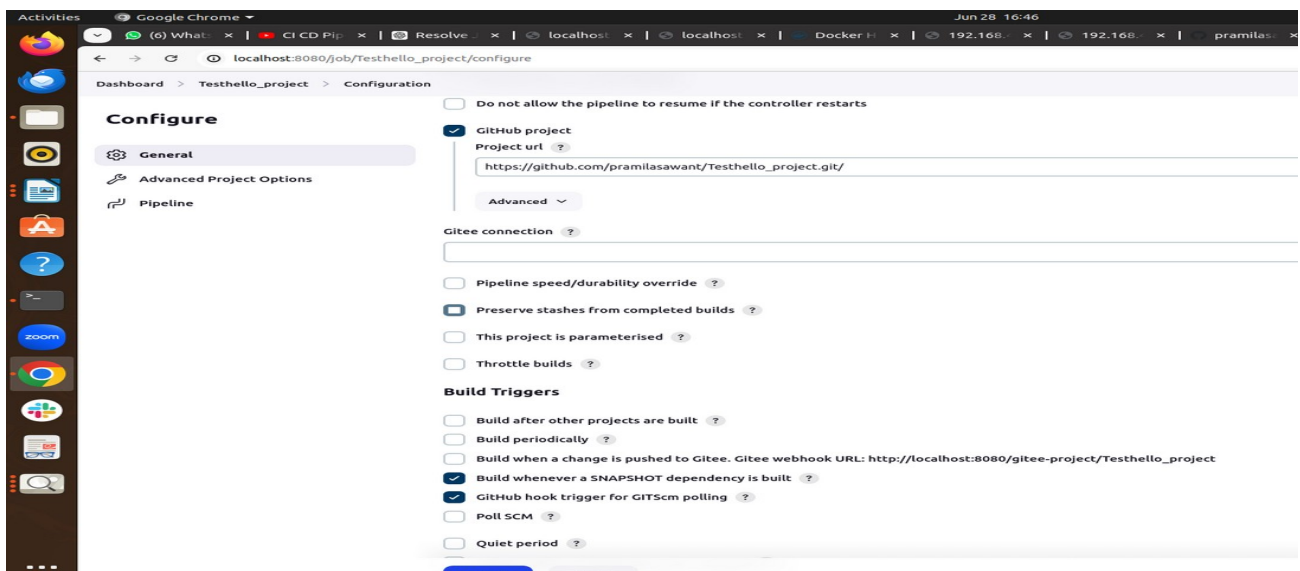 Activities Google Chrome Jun 28 16:46
(6) What: CI CD Pip Resolve J localhost localhost Docker H 192.168. 192.168. pramilasa
localhost:8080/job/Testhello_project/configure
Dashboard > Testhello_project > Configuration
Do not allow the pipeline to resume if the controller restarts
Configure
GitHub project
Project url ?
General
https://github.com/pramilasawant/Testhello_project.git/
Advanced Project Options
Advanced
Pipeline
Gitee connection ?
Pipeline speed/durability override ?
Preserve stashes from completed builds ?
zoom
This project is parameterised ?
Throttle builds ?
Build Triggers
Build after other projects are built ?
Build periodically ?
Build when a change is pushed to Gitee. Gitee webhook URL: http://localhost:8080/gitee-project/Testhello_project
Build whenever a SNAPSHOT dependency is built ?
GitHub hook trigger for GITScm polling ?
Poll SCM ?
Quiet period ?